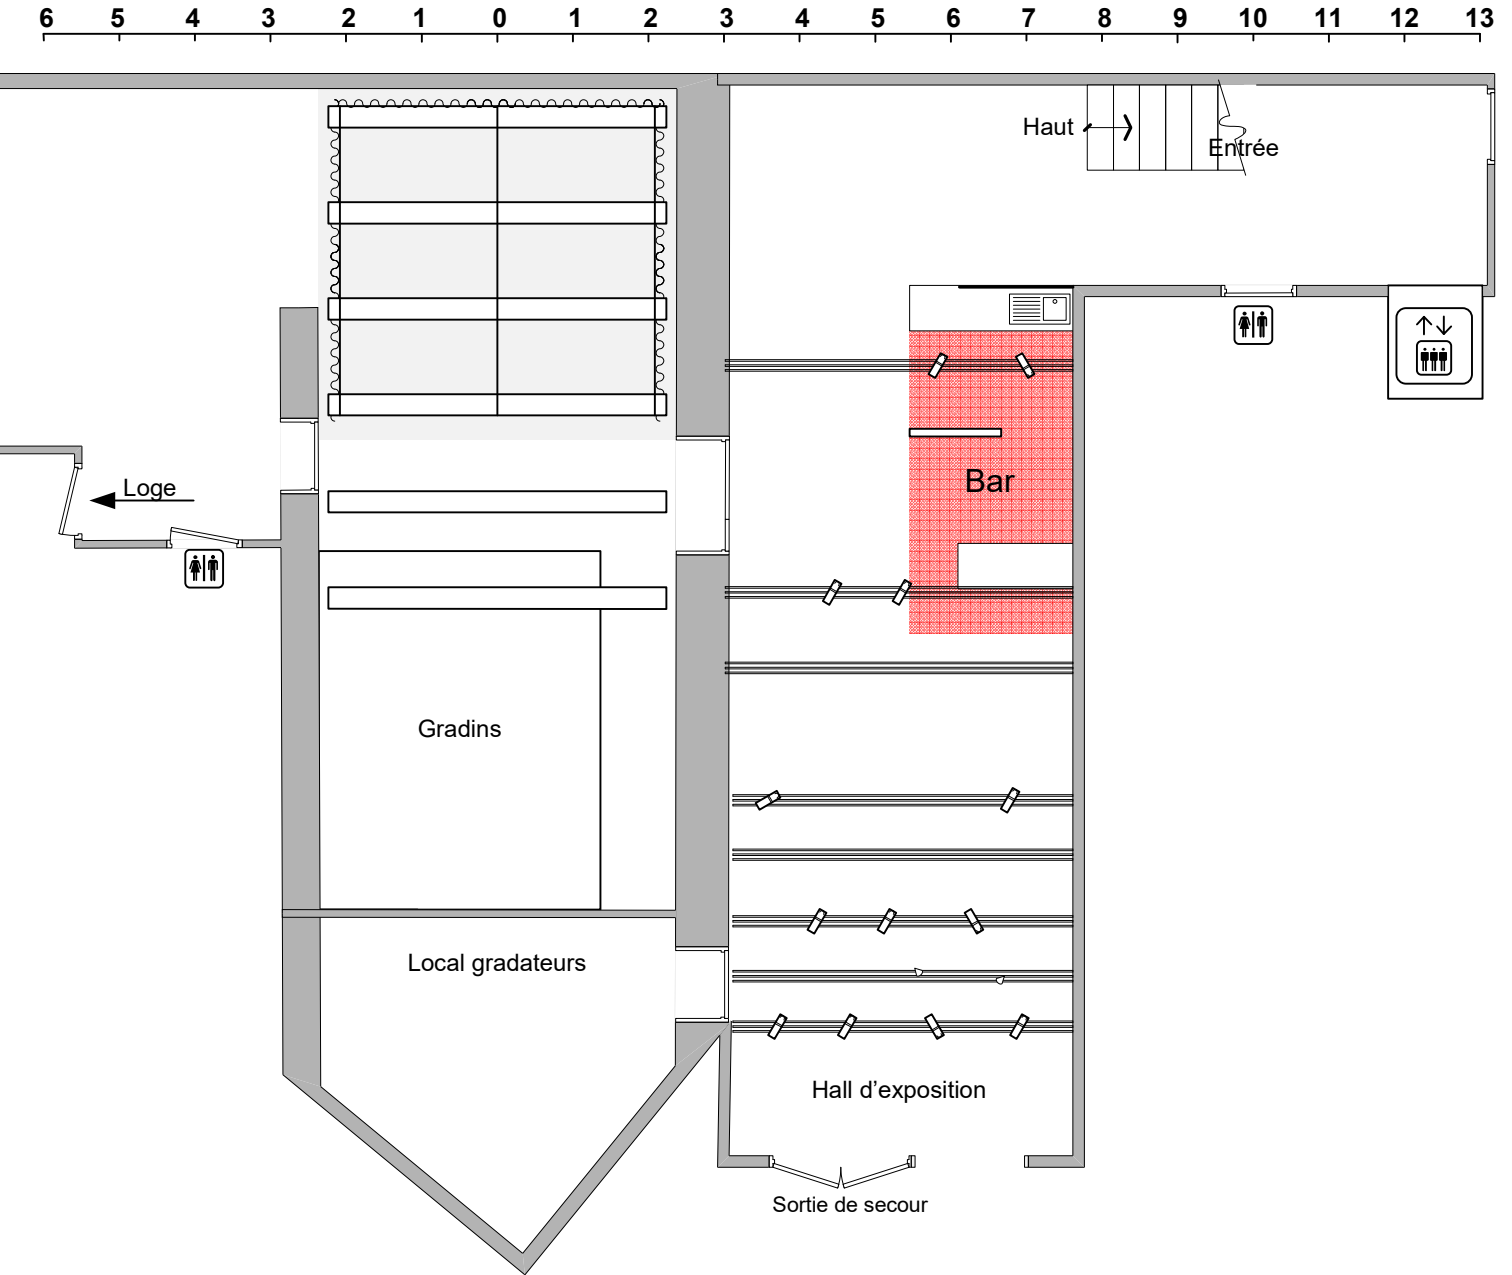 6 5 4 3 2 1 0 1 2 3 4 5 6 7 8 9 10 11 12 13
Haut
Entrée
Bar
Loge
Gradins
Local gradateurs
Hall d’exposition
Sortie de secour